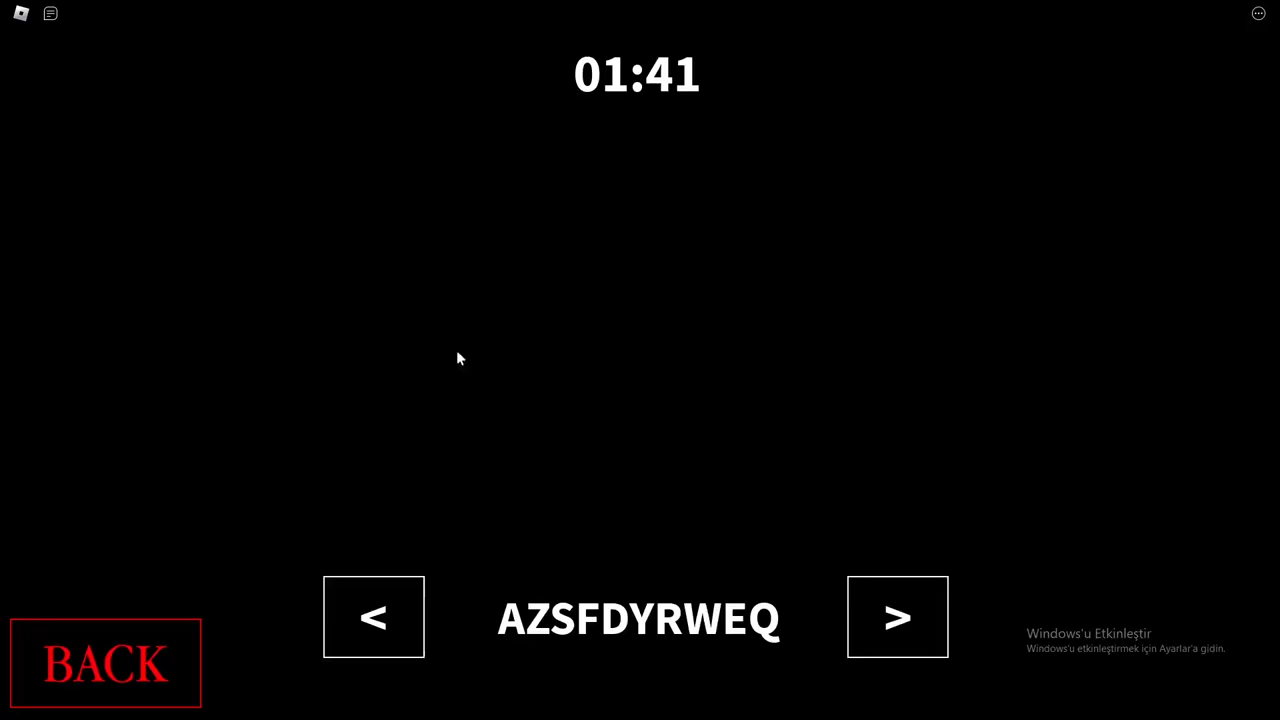 01:41
<
AZSFDYRWEQ
>
BACK
Windows'u Etkinleştir
Windows'u etkinleştirmek için Ayarlar'a gidin.